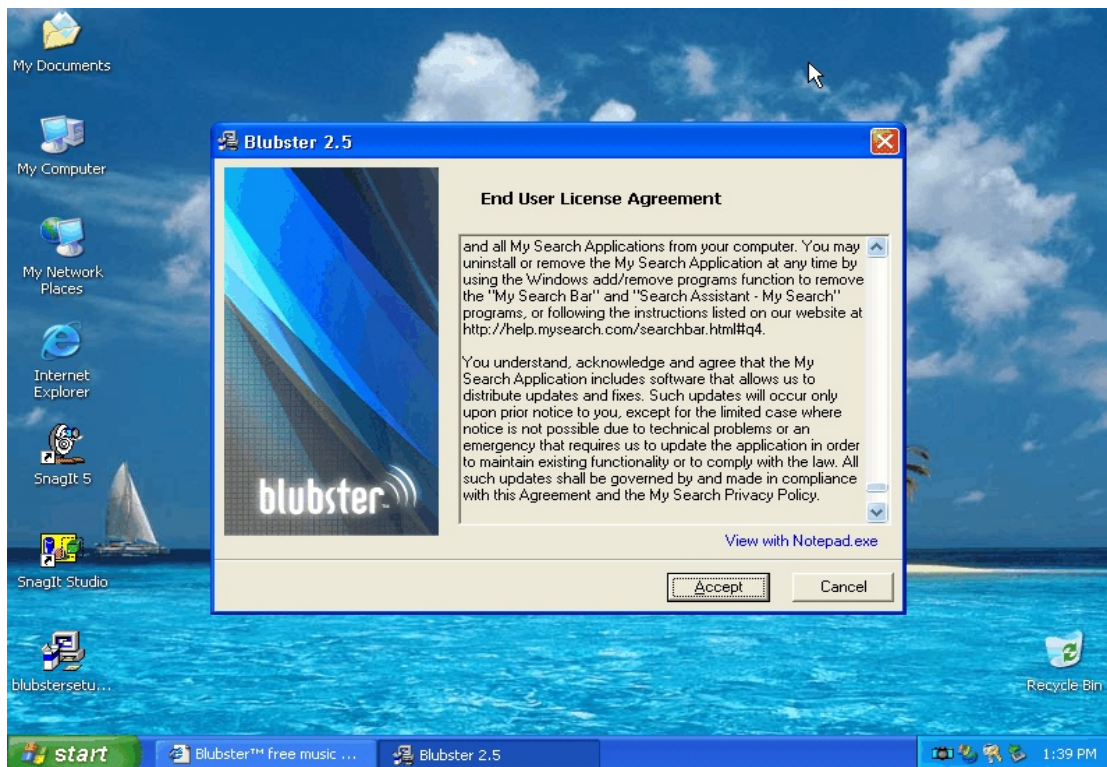 My Documents
My Computer
My Network
Places
Internet
Explorer
SnagIt 5
SnagIt Studio
blubstersetu...
Blubster 2.5
End User License Agreement
and all My Search Applications from your computer. You may
uninstall or remove the My Search Application at any time by
using the Windows add/remove programs function to remove
the "My Search Bar" and "Search Assistant - My Search"
programs, or following the instructions listed on our website at
http://help.mysearch.com/searchbar.html#q4.
You understand, acknowledge and agree that the My
Search Application includes software that allows us to
distribute updates and fixes. Such updates will occur only
upon prior notice to you, except for the limited case where
notice is not possible due to technical problems or an
emergency that requires us to update the application in order
to maintain existing functionality or to comply with the law. All
such updates shall be governed by and made in compliance
with this Agreement and the My Search Privacy Policy.
blubster
View with Notepad.exe
Accept
Cancel
Recycle Bin
start
Blubster™ free music ...
Blubster 2.5
1:39 PM